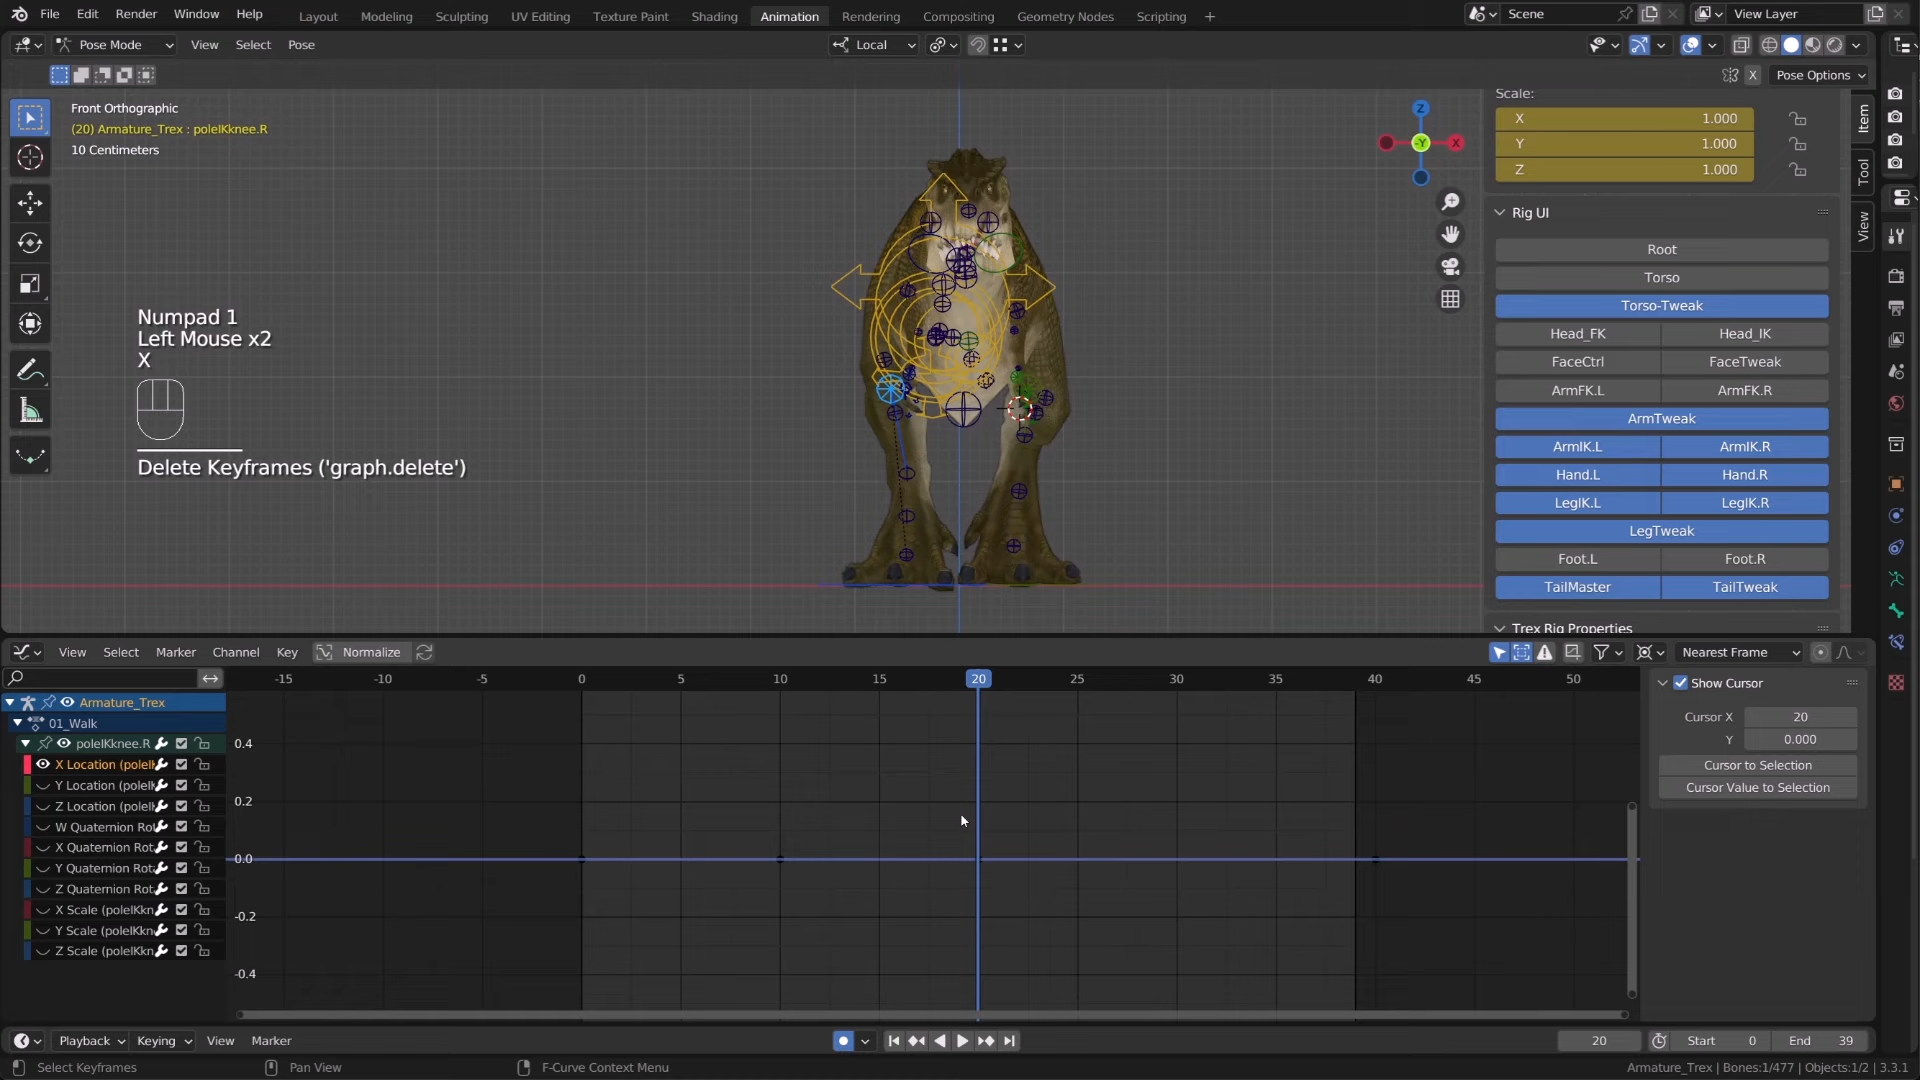 File Edit Render Window Help Layout Modeling Sculpting UV Editing Texture Paint Shading Animation Rendering Compositing Geometry Nodes Scripting + Scene View Layer
Pose Mode View Select Pose Local
X Pose Options
Front Orthographic
(20) Armature_Trex : poleIKknee.R
10 Centimeters
Z
-Y
X
Numpad 1
Left Mouse x2
X
Delete Keyframes ('graph.delete')
Scale:
X 1.000
Y 1.000
Z 1.000
Rig UI
Root
Torso
Torso-Tweak
Head_FK Head_IK
FaceCtrl FaceTweak
ArmFK.L ArmFK.R
ArmTweak
ArmIK.L ArmIK.R
Hand.L Hand.R
LegIK.L LegIK.R
LegTweak
Foot.L Foot.R
TailMaster TailTweak
Trex Rig Properties
Item
Tool
View
View Select Marker Channel Key Normalize Nearest Frame
-15 -10 -5 0 5 10 15 20 25 30 35 40 45 50
Armature_Trex
01_Walk
poleIKknee.R
X Location (poleIk
Y Location (poleIk
Z Location (poleIk
W Quaternion Rot
X Quaternion Rot
Y Quaternion Rot
Z Quaternion Rot
X Scale (poleIKkn
Y Scale (poleIKkn
Z Scale (poleIKkn
0.4
0.2
0.0
-0.2
-0.4
Show Cursor
Cursor X 20
Y 0.000
Cursor to Selection
Cursor Value to Selection
Playback Keying View Marker 20 Start 0 End 39
Select Keyframes Pan View F-Curve Context Menu Armature_Trex | Bones:1/477 | Objects:1/2 | 3.3.1